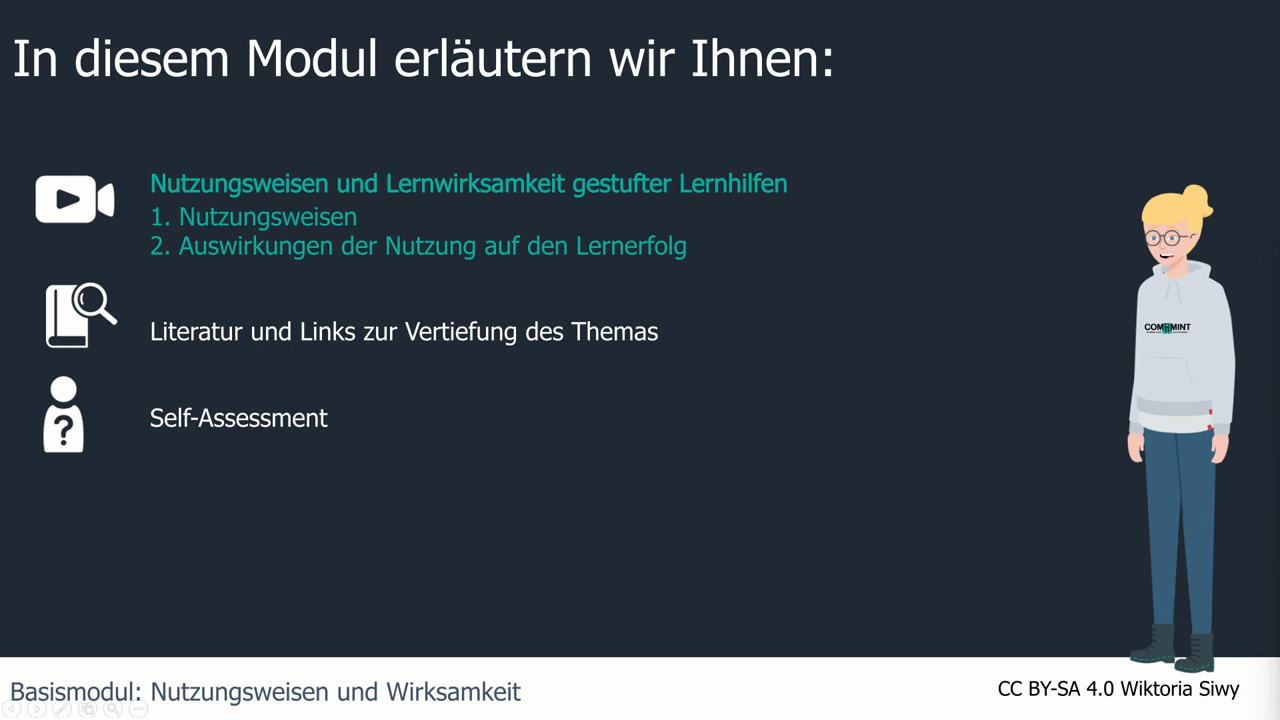 In diesem Modul erläutern wir Ihnen:
Nutzungsweisen und Lernwirksamkeit gestufter Lernhilfen
1. Nutzungsweisen
2. Auswirkungen der Nutzung auf den Lernerfolg
Literatur und Links zur Vertiefung des Themas
?
Self-Assessment
COMeMINT
Basismodul: Nutzungsweisen und Wirksamkeit
CC BY-SA 4.0 Wiktoria Siwy